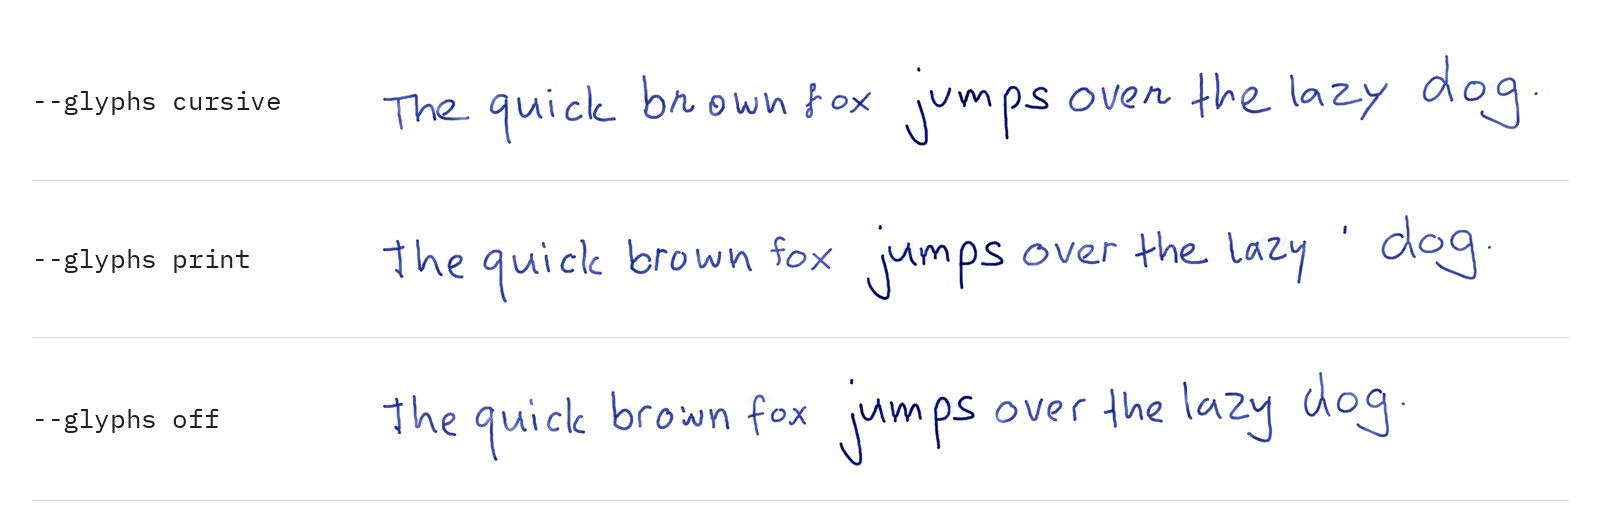 --glyphs cursive The quick brown fox jumps over the lazy dog.
--glyphs print the quick brown fox jumps over the lazy ' dog.
--glyphs off the quick brown fox jumps over the lazy dog.